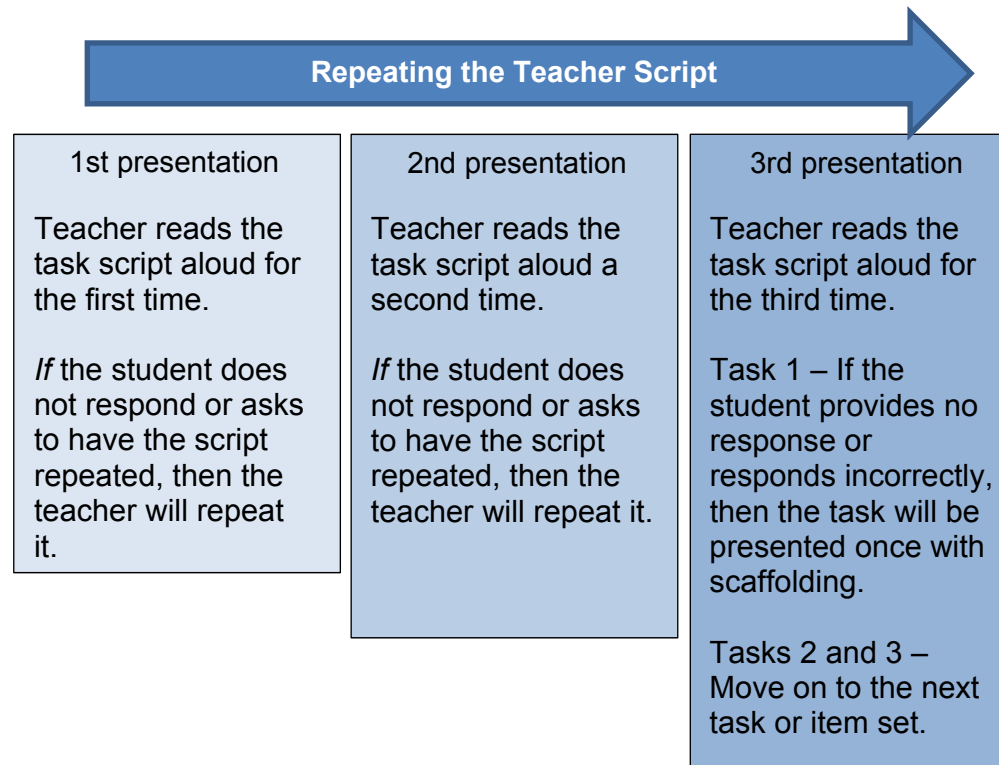 Repeating the Teacher Script
1st presentation
Teacher reads the
task script aloud for
the first time.
If the student does
not respond or asks
to have the script
repeated, then the
teacher will repeat
it.
2nd presentation
Teacher reads the
task script aloud a
second time.
If the student does
not respond or asks
to have the script
repeated, then the
teacher will repeat it.
3rd presentation
Teacher reads the
task script aloud for
the third time.
Task 1 – If the
student provides no
response or
responds incorrectly,
then the task will be
presented once with
scaffolding.
Tasks 2 and 3 –
Move on to the next
task or item set.